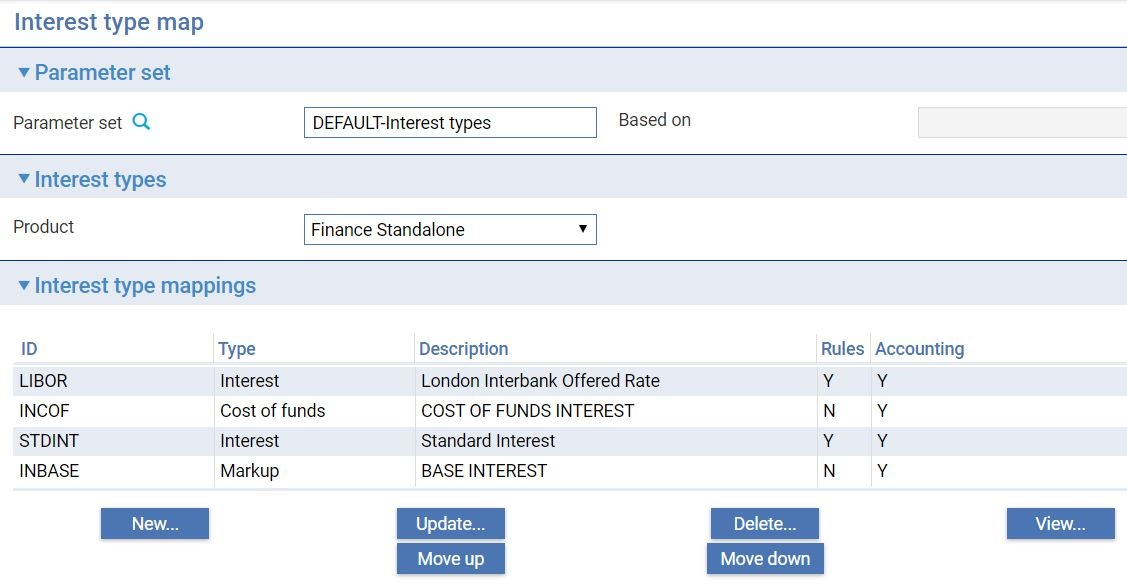 Interest type map
Parameter set
Parameter set DEFAULT-Interest types Based on
Interest types
Product Finance Standalone
Interest type mappings
ID Type Description Rules Accounting
LIBOR Interest London Interbank Offered Rate Y Y
INCOF Cost of funds COST OF FUNDS INTEREST N Y
STDINT Interest Standard Interest Y Y
INBASE Markup BASE INTEREST N Y
New... Update... Delete... View...
Move up Move down